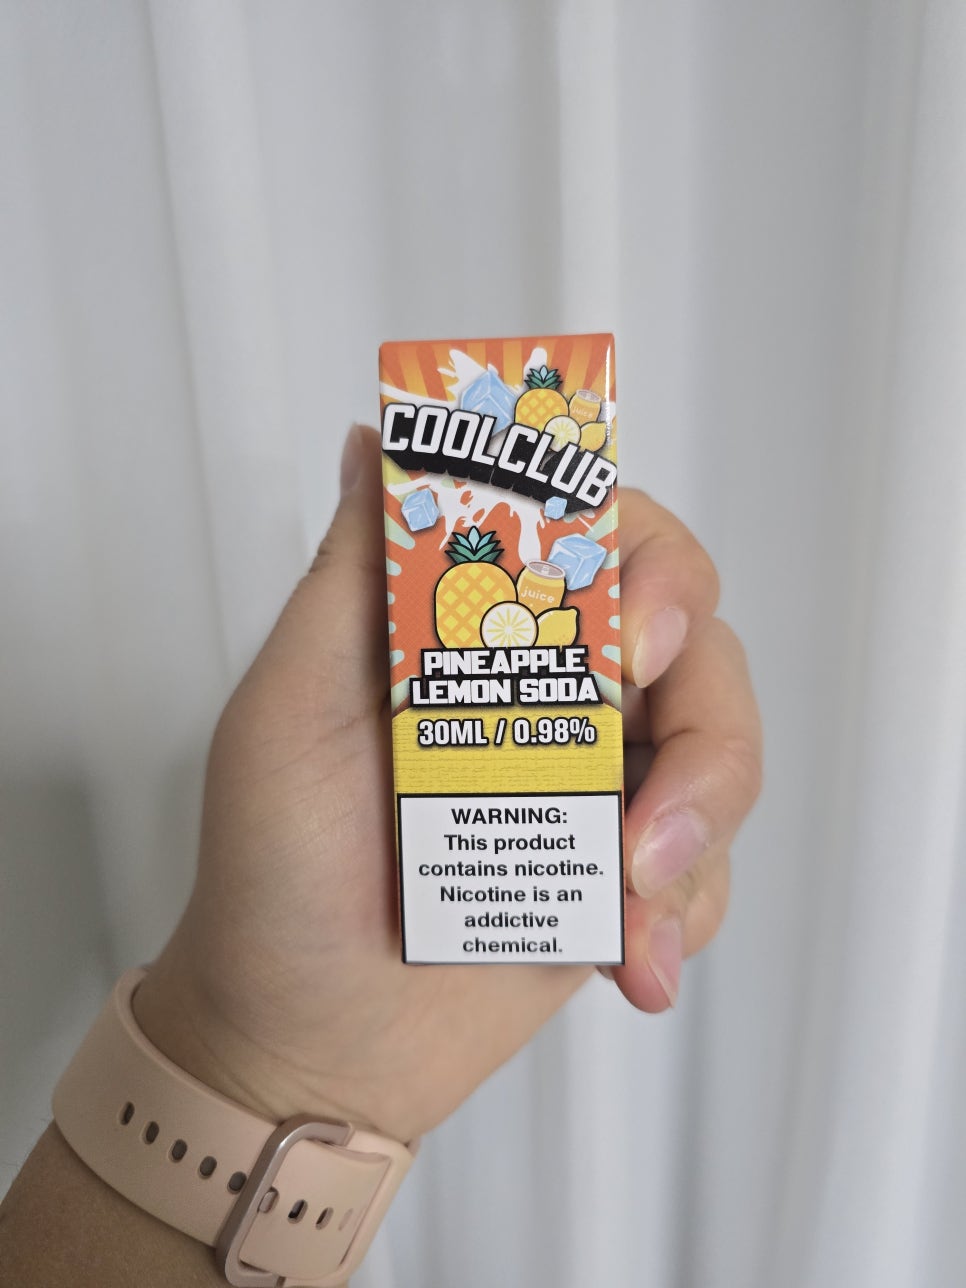 juice
COOLCLUB
juice
PINEAPPLE
LEMON SODA
30ML / 0.98%
WARNING:
This product
contains nicotine.
Nicotine is an
addictive
chemical.